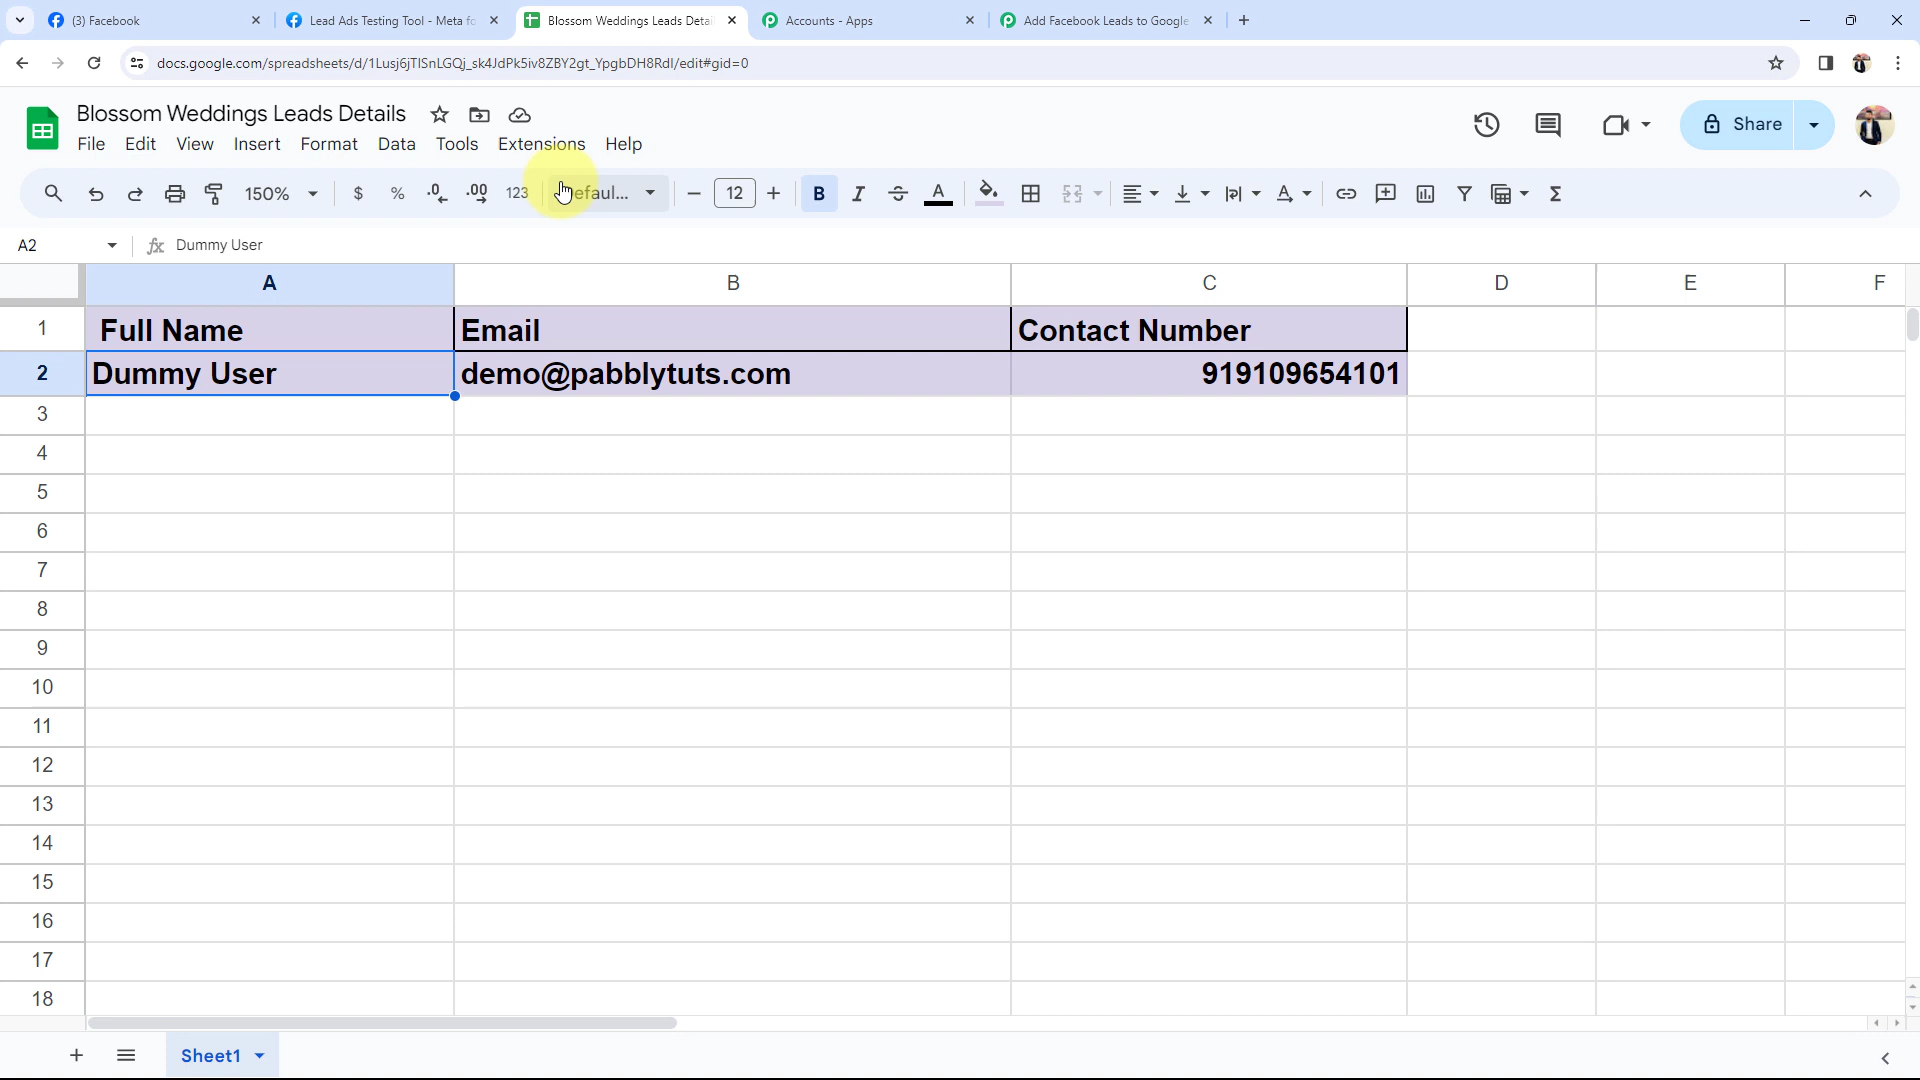 (3) Facebook
Lead Ads Testing Tool - Meta fo
Blossom Weddings Leads Detai
Accounts - Apps
Add Facebook Leads to Google
docs.google.com/spreadsheets/d/1Lusj6jTlSnLGQj_sk4JdPk5iv8ZBY2gt_YpgbDH8RdI/edit#gid=0
Blossom Weddings Leads Details
File Edit View Insert Format Data Tools Extensions Help
Share
150% $ % .0 .00 123 efaul... 12 B I S A A Σ
A2 fx Dummy User
A B C D E F
1 Full Name Email Contact Number
2 Dummy User demo@pabblytuts.com 919109654101
3
4
5
6
7
8
9
10
11
12
13
14
15
16
17
18
Sheet1